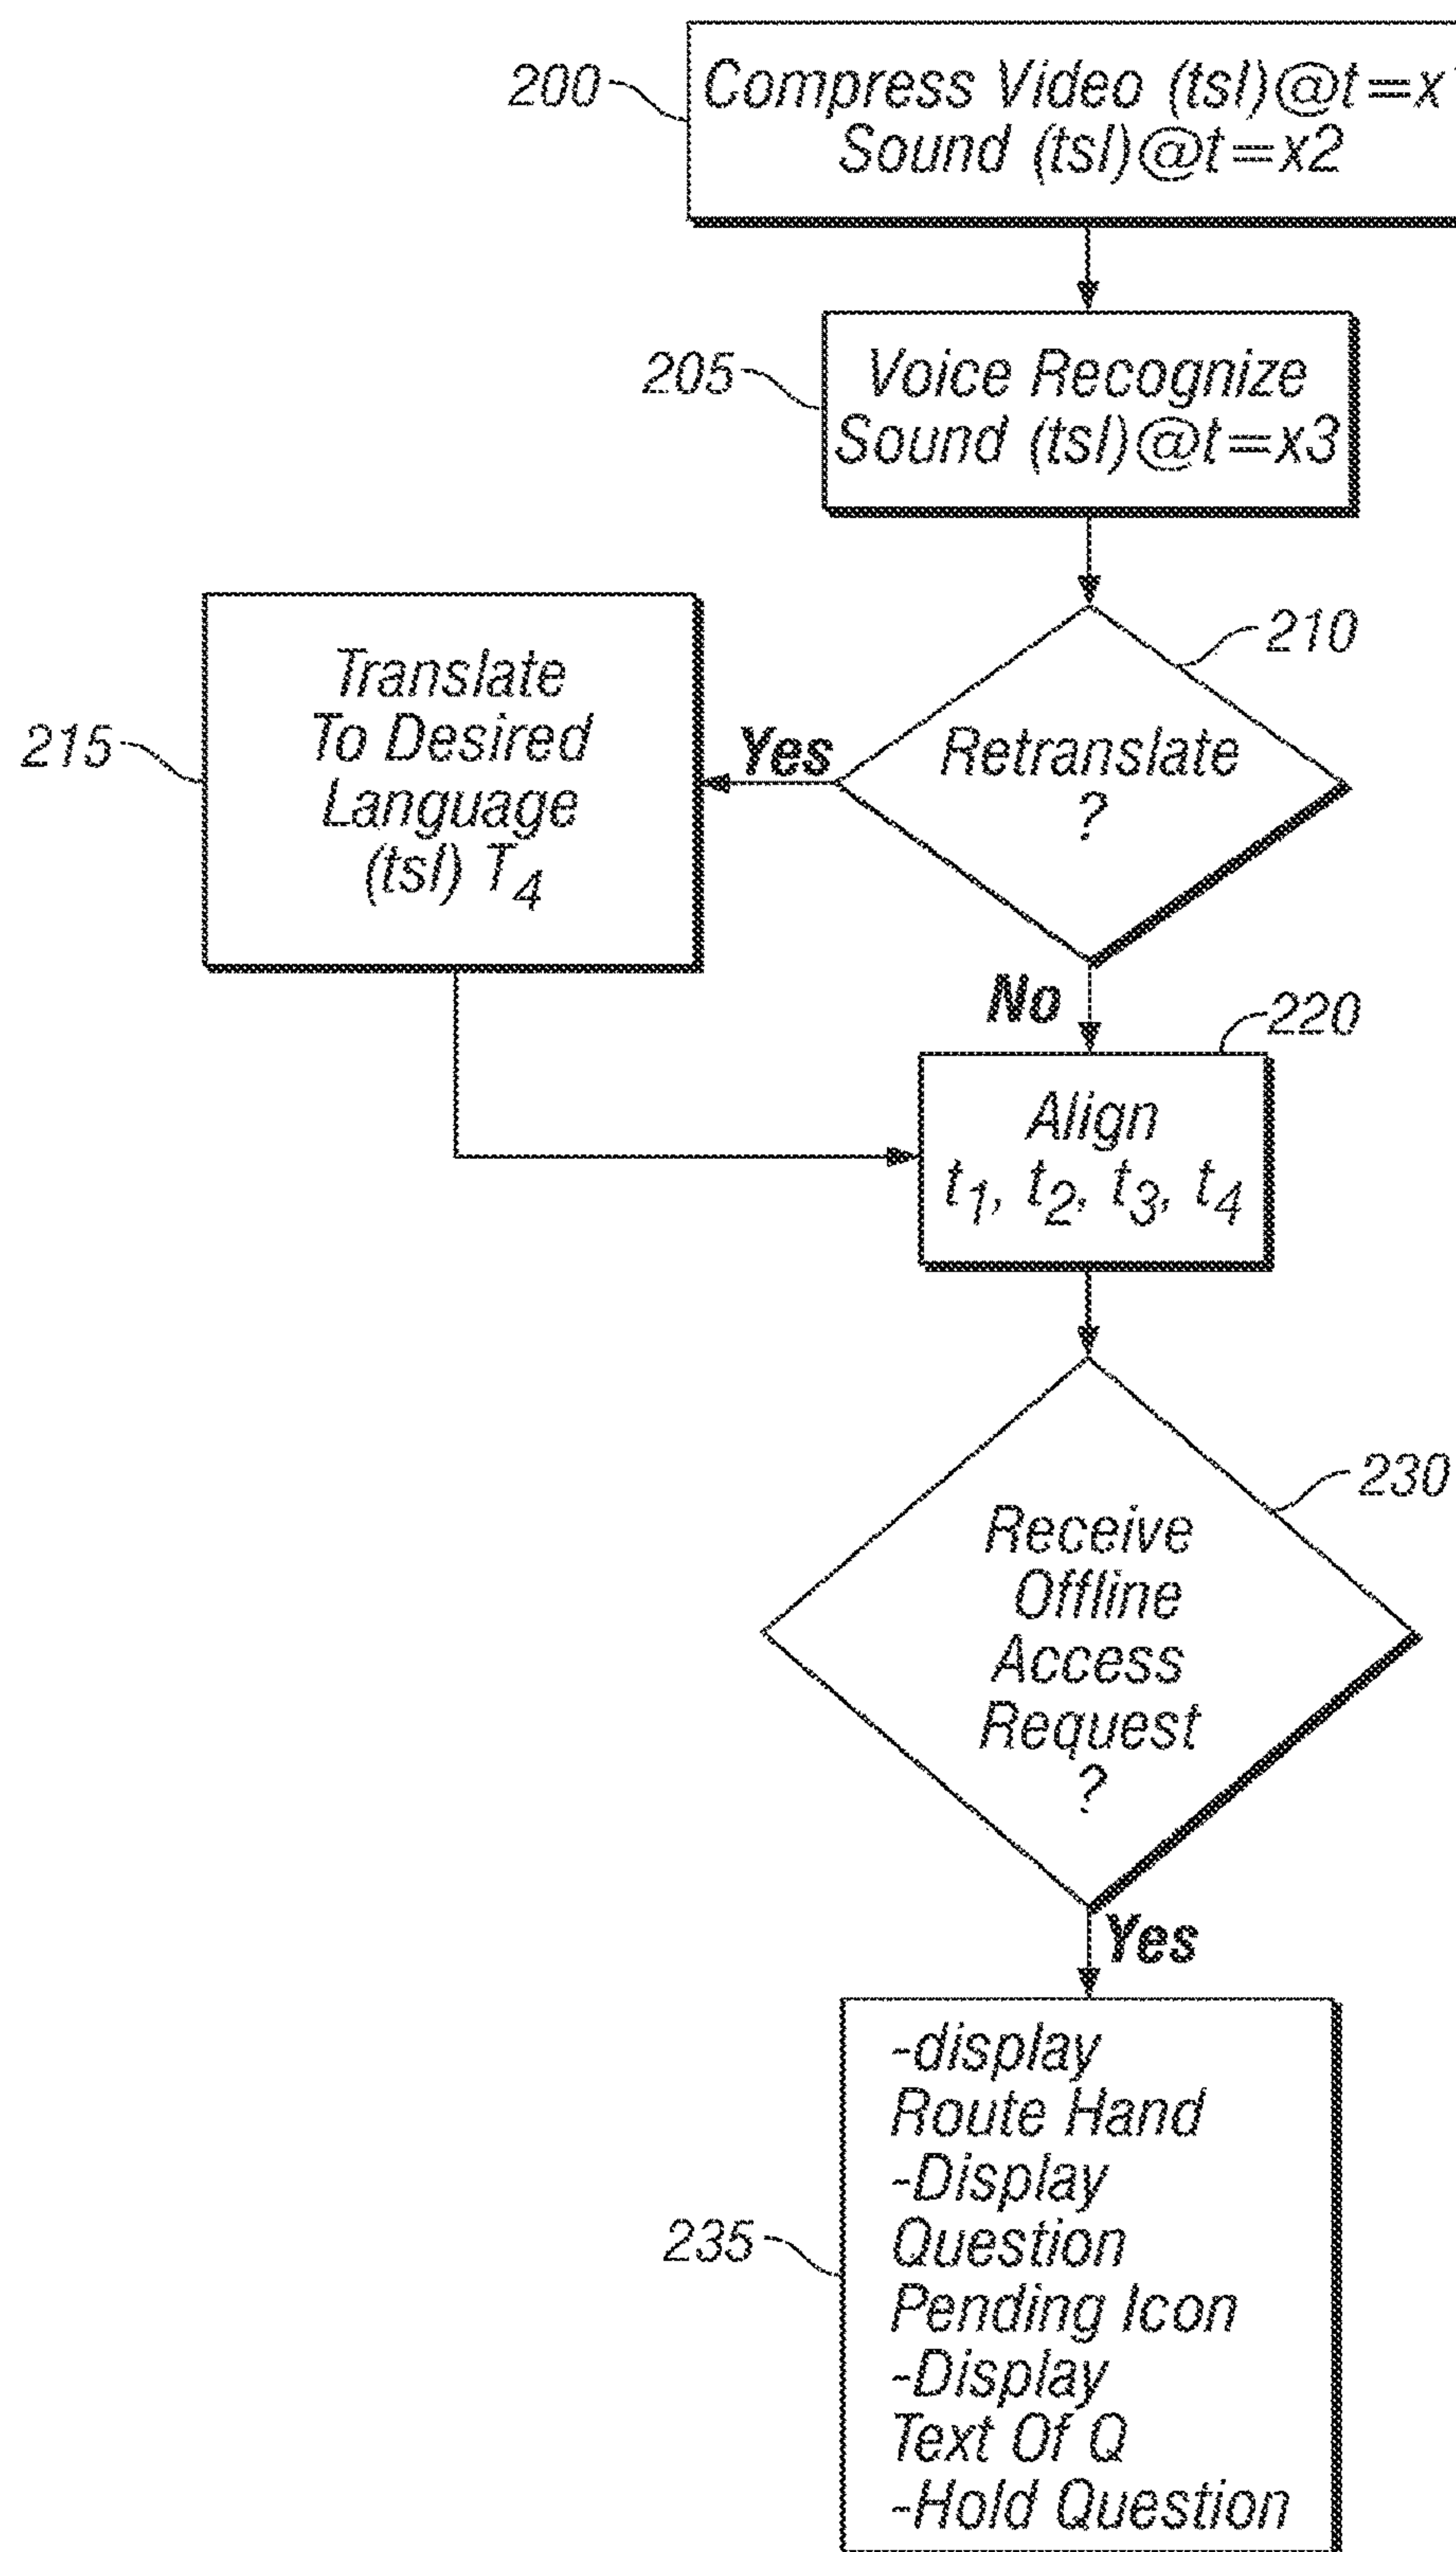 200
Compress Video (tsl)@t=x
Sound (tsl)@t=x2
205
Voice Recognize
Sound (tsl)@t=x3
210
Retranslate
?
Yes
215
Translate
To Desired
Language
(tsl) T4
No
220
Align
t1, t2, t3, t4
230
Receive
Offline
Access
Request
?
Yes
235
-display
Route Hand
-Display
Question
Pending Icon
-Display
Text Of Q
-Hold Question